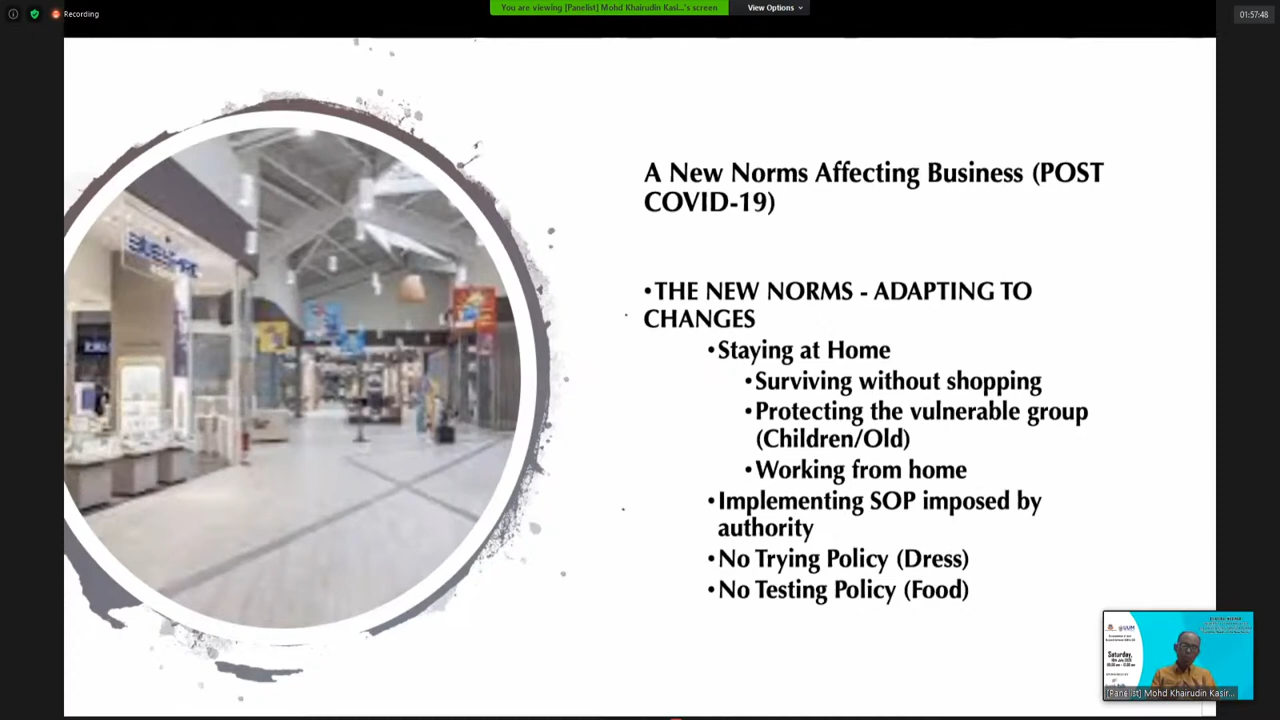 Recording
You are viewing [Panelist] Mohd Khairudin Kasi...'s screen
View Options
01:57:48
A New Norms Affecting Business (POST
COVID-19)
•THE NEW NORMS - ADAPTING TO
CHANGES
•Staying at Home
•Surviving without shopping
•Protecting the vulnerable group
(Children/Old)
•Working from home
•Implementing SOP imposed by
authority
•No Trying Policy (Dress)
•No Testing Policy (Food)
Saturday,
[Panelist] Mohd Khairudin Kasir...